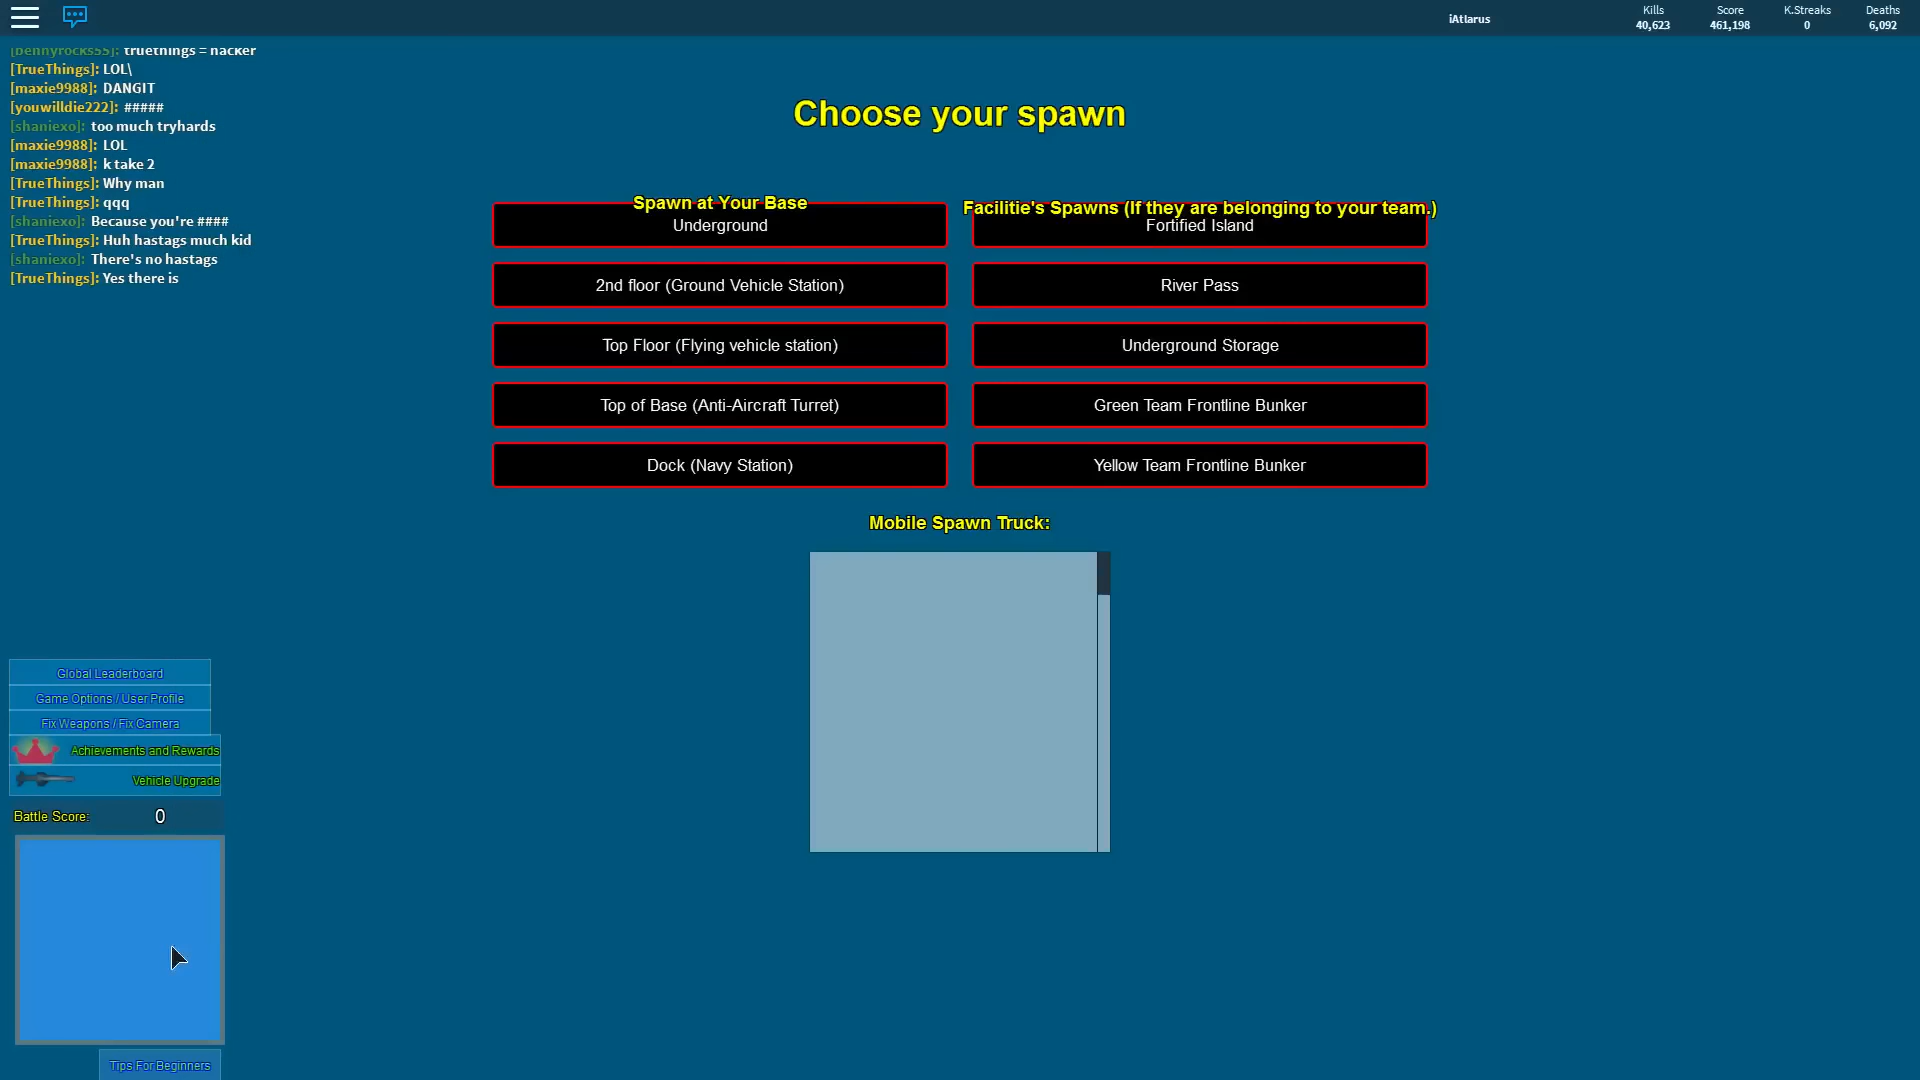 iAtlarus
Kills
40,623
Score
461,198
K.Streaks
0
Deaths
6,092
[bennyrocks55]: truethings = hacker
[TrueThings]: LOL\
[maxie9988]: DANGIT
[youwilldie222]: #####
[shaniexo]: too much tryhards
[maxie9988]: LOL
[maxie9988]: k take 2
[TrueThings]: Why man
[TrueThings]: qqq
[shaniexo]: Because you're ####
[TrueThings]: Huh hastags much kid
[shaniexo]: There's no hastags
[TrueThings]: Yes there is
Choose your spawn
Spawn at Your Base
Underground
2nd floor (Ground Vehicle Station)
Top Floor (Flying vehicle station)
Top of Base (Anti-Aircraft Turret)
Dock (Navy Station)
Facilitie's Spawns (If they are belonging to your team.)
Fortified Island
River Pass
Underground Storage
Green Team Frontline Bunker
Yellow Team Frontline Bunker
Mobile Spawn Truck:
Global Leaderboard
Game Options / User Profile
Fix Weapons / Fix Camera
Achievements and Rewards
Vehicle Upgrade
Battle Score: 0
Tips For Beginners